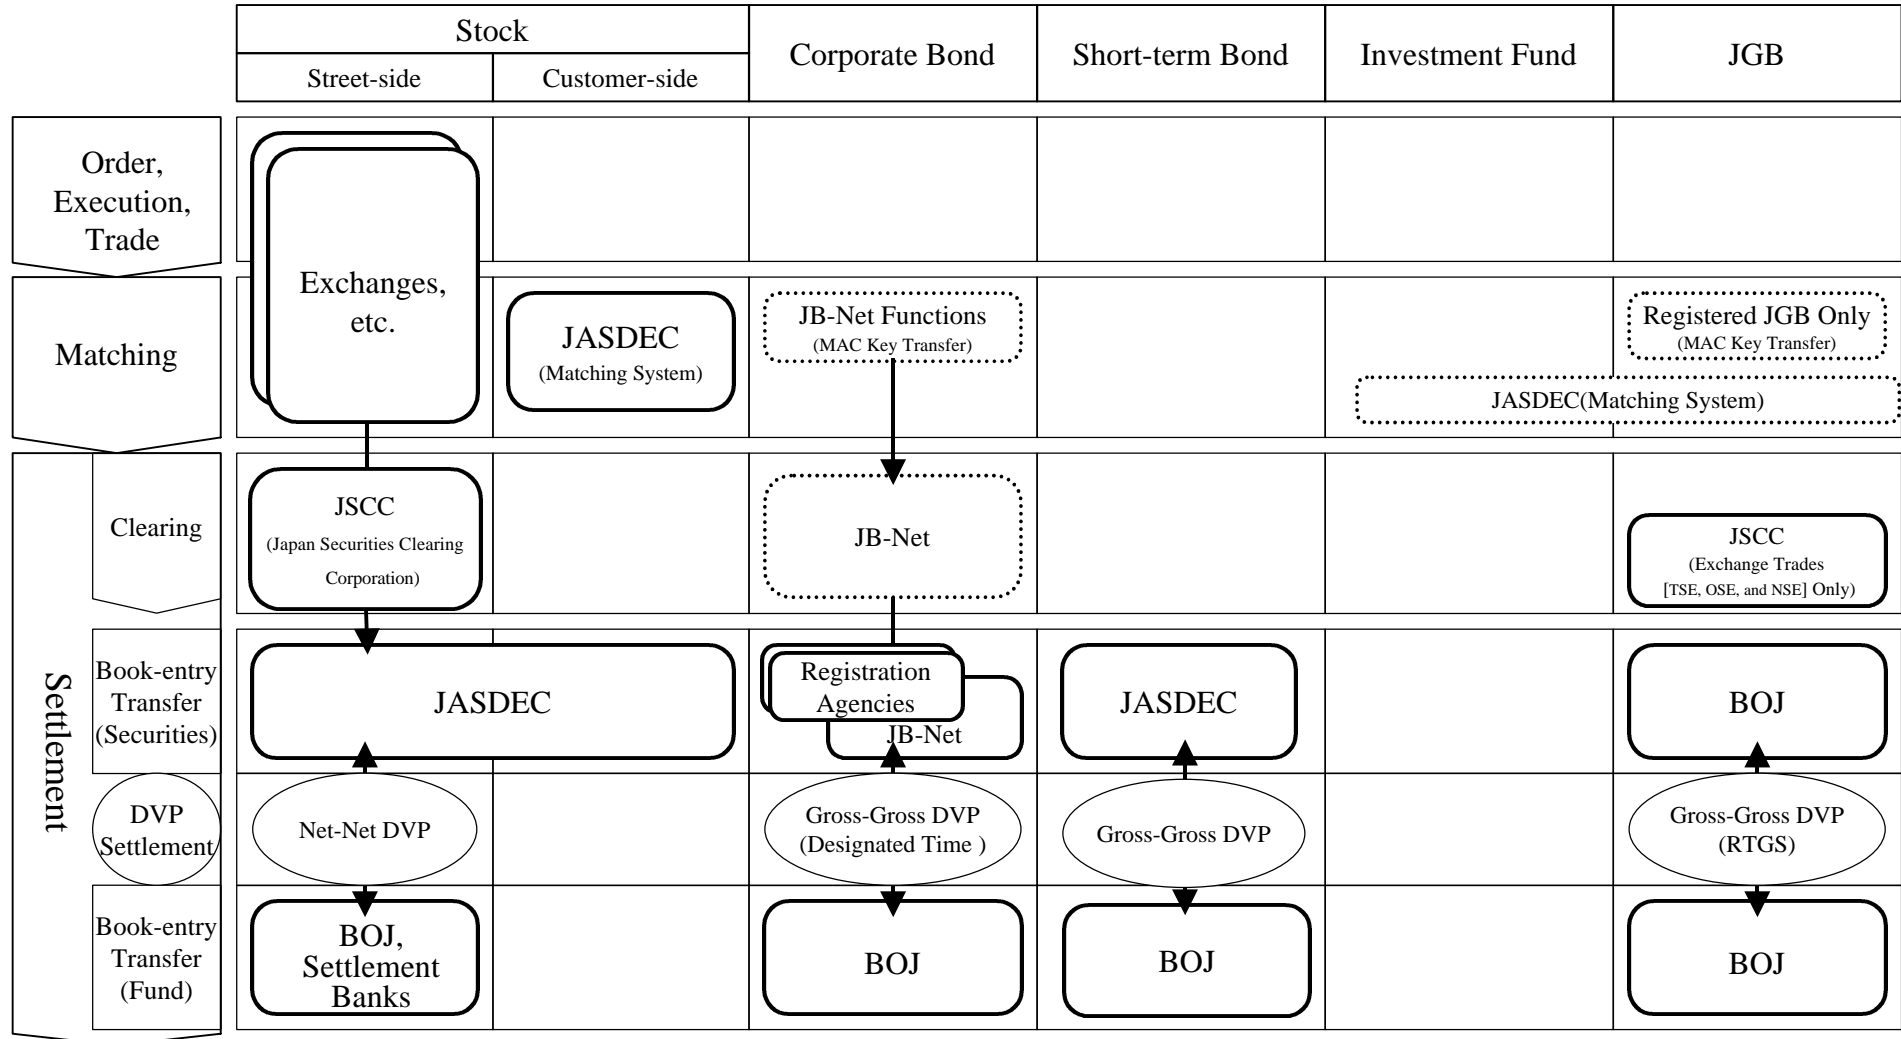 Stock
Corporate Bond
Short-term Bond
Investment Fund
JGB
Street-side
Customer-side
Order,
Execution,
Trade
Exchanges,
etc.
Matching
JASDEC
(Matching System)
JB-Net Functions
(MAC Key Transfer)
Registered JGB Only
(MAC Key Transfer)
JASDEC(Matching System)
Settlement
Clearing
JSCC
(Japan Securities Clearing
Corporation)
JB-Net
JSCC
(Exchange Trades
[TSE, OSE, and NSE] Only)
Book-entry
Transfer
(Securities)
JASDEC
Registration
Agencies
JB-Net
JASDEC
BOJ
DVP
Settlement
Net-Net DVP
Gross-Gross DVP
(Designated Time )
Gross-Gross DVP
Gross-Gross DVP
(RTGS)
Book-entry
Transfer
(Fund)
BOJ,
Settlement
Banks
BOJ
BOJ
BOJ